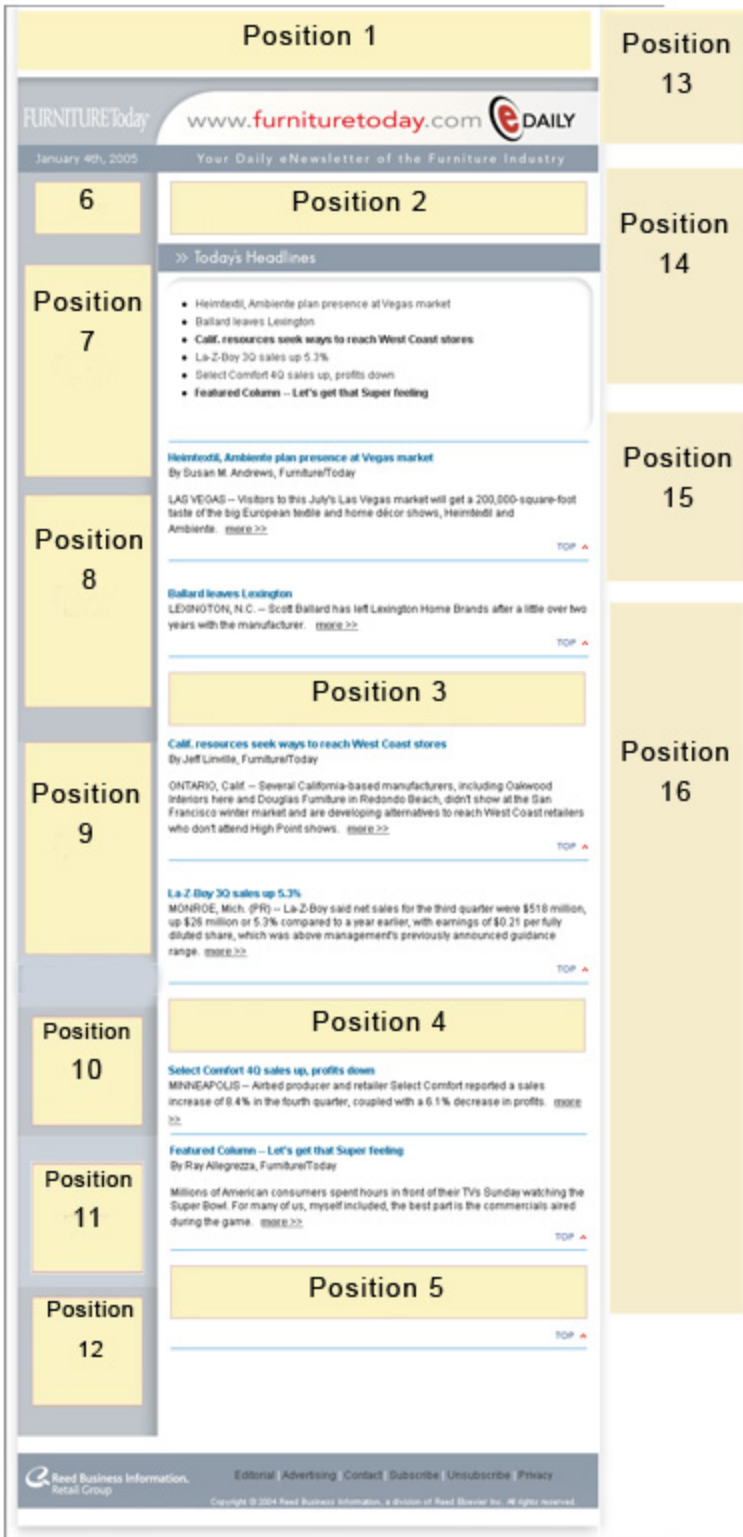 Position 1
Position
13
FURNITUREToday
www.furnituretoday.com eDAILY
January 4th, 2005
Your Daily eNewsletter of the Furniture Industry
6
Position 2
Position
14
>> Today's Headlines
Position
7
• Heimtextil, Ambiente plan presence at Vegas market
• Ballard leaves Lexington
• Calif. resources seek ways to reach West Coast stores
• La-Z-Boy 3Q sales up 5.3%
• Select Comfort 4Q sales up, profits down
• Featured Column -- Let's get that Super feeling
Heimtextil, Ambiente plan presence at Vegas market
By Susan M. Andrews, Furniture/Today
LAS VEGAS -- Visitors to this July's Las Vegas market will get a 200,000-square-foot
taste of the big European textile and home décor shows, Heimtextil and
Ambiente. more >>
TOP
Position
15
Position
8
Ballard leaves Lexington
LEXINGTON, N.C. -- Scott Ballard has left Lexington Home Brands after a little over two
years with the manufacturer. more >>
TOP
Position 3
Position
9
Calif. resources seek ways to reach West Coast stores
By Jeff Linville, Furniture/Today
ONTARIO, Calif. -- Several California-based manufacturers, including Oakwood
Interiors here and Douglas Furniture in Redondo Beach, didn't show at the San
Francisco winter market and are developing alternatives to reach West Coast retailers
who don't attend High Point shows. more >>
TOP
Position
16
La-Z-Boy 3Q sales up 5.3%
MONROE, Mich. (PR) -- La-Z-Boy said net sales for the third quarter were $518 million,
up $26 million or 5.3% compared to a year earlier, with earnings of $0.21 per fully
diluted share, which was above management's previously announced guidance
range. more >>
TOP
Position 4
Position
10
Select Comfort 4Q sales up, profits down
MINNEAPOLIS -- Airbed producer and retailer Select Comfort reported a sales
increase of 8.4% in the fourth quarter, coupled with a 6.1% decrease in profits. more
>>
Position
11
Featured Column -- Let's get that Super feeling
By Ray Allegrezza, Furniture/Today
Millions of American consumers spent hours in front of their TVs Sunday watching the
Super Bowl. For many of us, myself included, the best part is the commercials aired
during the game. more >>
TOP
Position 5
Position
12
TOP
Reed Business Information.
Retail Group
Editorial | Advertising | Contact | Subscribe | Unsubscribe | Privacy
Copyright © 2004 Reed Business Information, a division of Reed Elsevier Inc. All rights reserved.